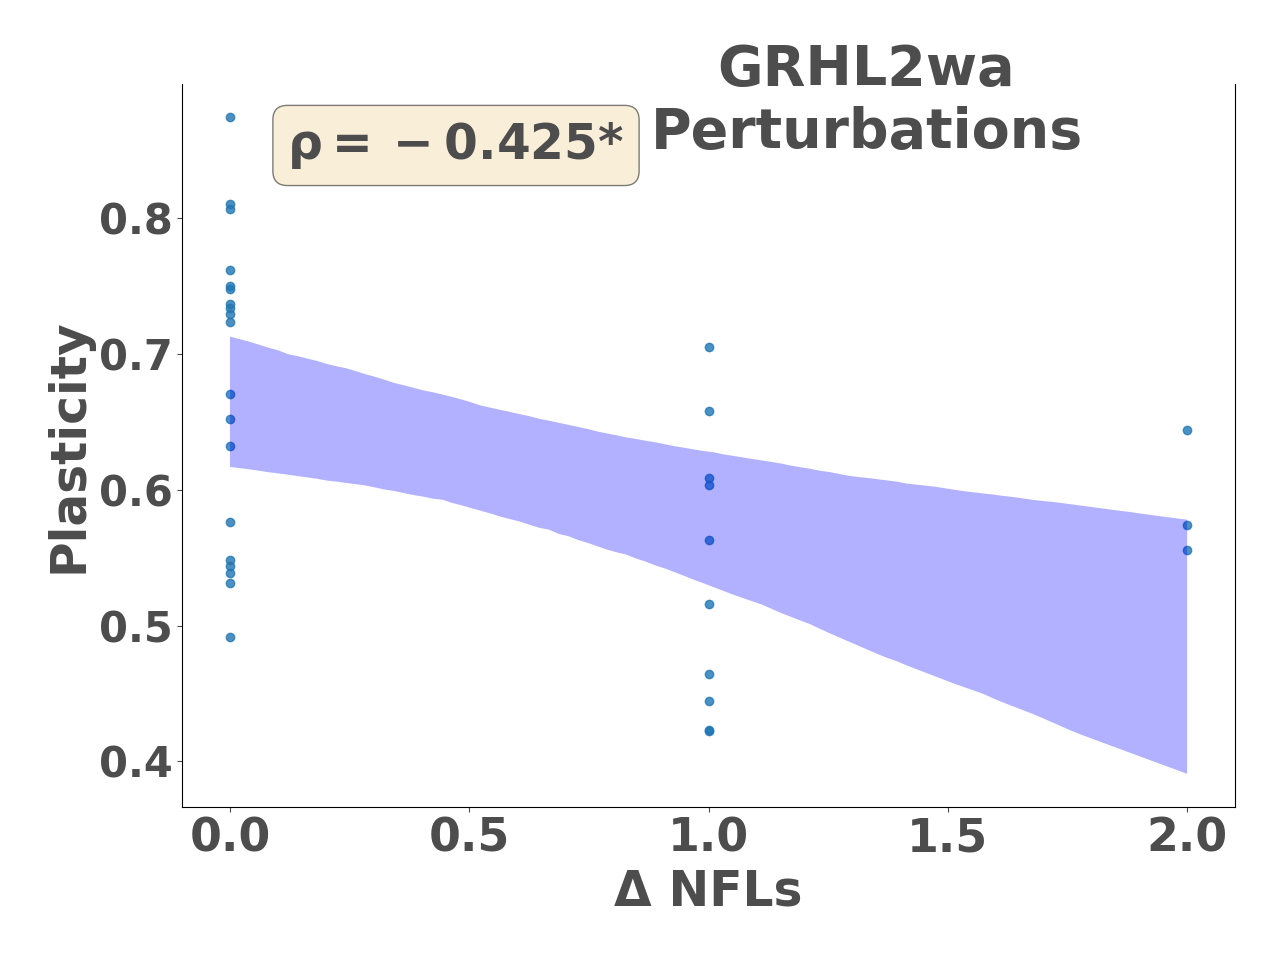 GRHL2wa
Perturbations
ρ = − 0.425*
Plasticity
0.8
0.7
0.6
0.5
0.4
0.0 0.5 1.0 1.5 2.0
Δ NFLs